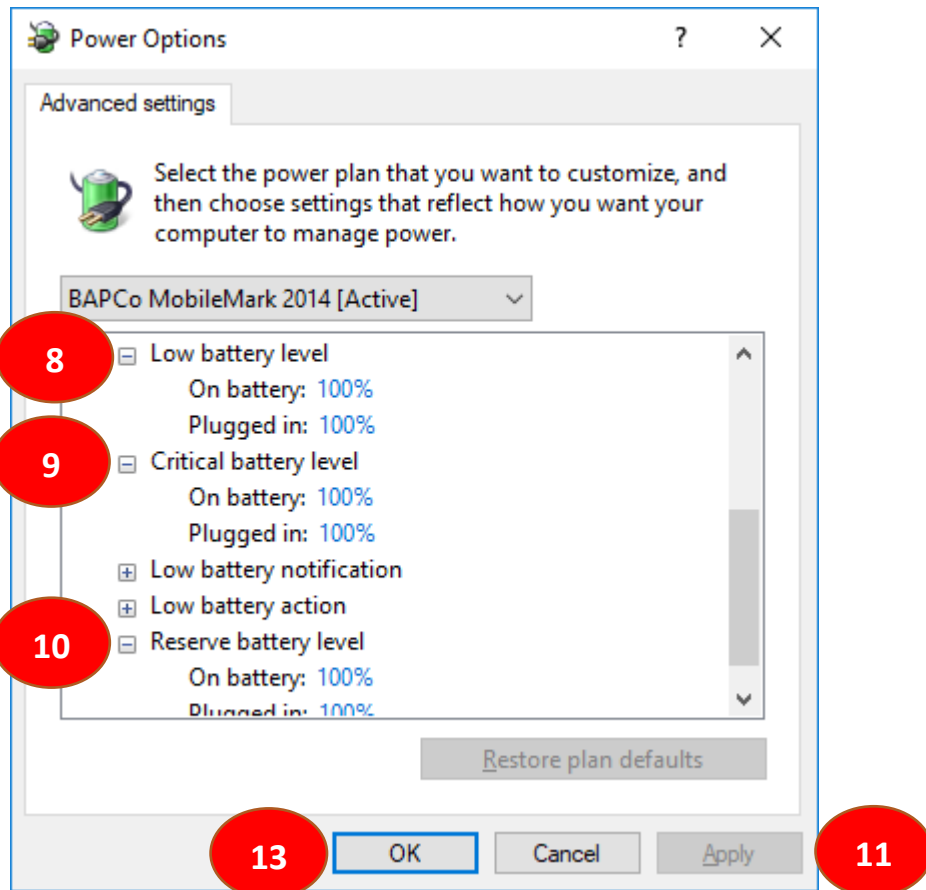 Power Options
?
Advanced settings
Select the power plan that you want to customize, and
then choose settings that reflect how you want your
computer to manage power.
BAPCo MobileMark 2014 [Active]
8
Low battery level
On battery: 100%
Plugged in: 100%
9
Critical battery level
On battery: 100%
Plugged in: 100%
Low battery notification
Low battery action
10
Reserve battery level
On battery: 100%
Plugged in: 100%
Restore plan defaults
13
OK
Cancel
Apply
11